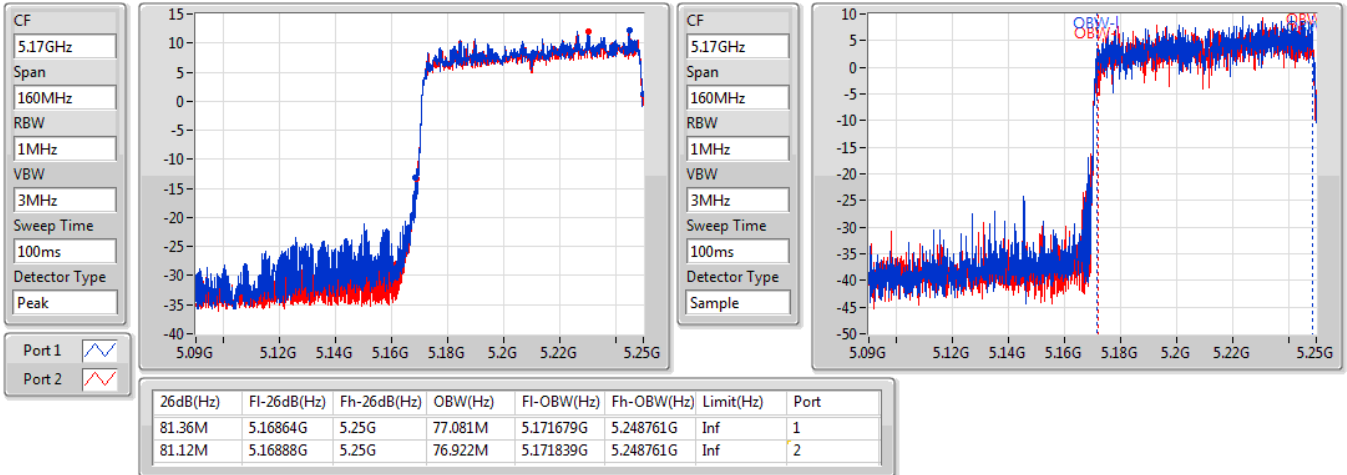 CF
5.17GHz
Span
160MHz
RBW
1MHz
VBW
3MHz
Sweep Time
100ms
Detector Type
Peak
Port 1
Port 2
15
10
5
0
-5
-10
-15
-20
-25
-30
-35
-40
5.09G 5.12G 5.14G 5.16G 5.18G 5.2G 5.22G 5.25G
CF
5.17GHz
Span
160MHz
RBW
1MHz
VBW
3MHz
Sweep Time
100ms
Detector Type
Sample
10
5
0
-5
-10
-15
-20
-25
-30
-35
-40
-45
-50
5.09G 5.12G 5.14G 5.16G 5.18G 5.2G 5.22G 5.25G
OBW-l
26dB(Hz) Fl-26dB(Hz) Fh-26dB(Hz) OBW(Hz) Fl-OBW(Hz) Fh-OBW(Hz) Limit(Hz) Port
81.36M 5.16864G 5.25G 77.081M 5.171679G 5.248761G Inf 1
81.12M 5.16888G 5.25G 76.922M 5.171839G 5.248761G Inf 2